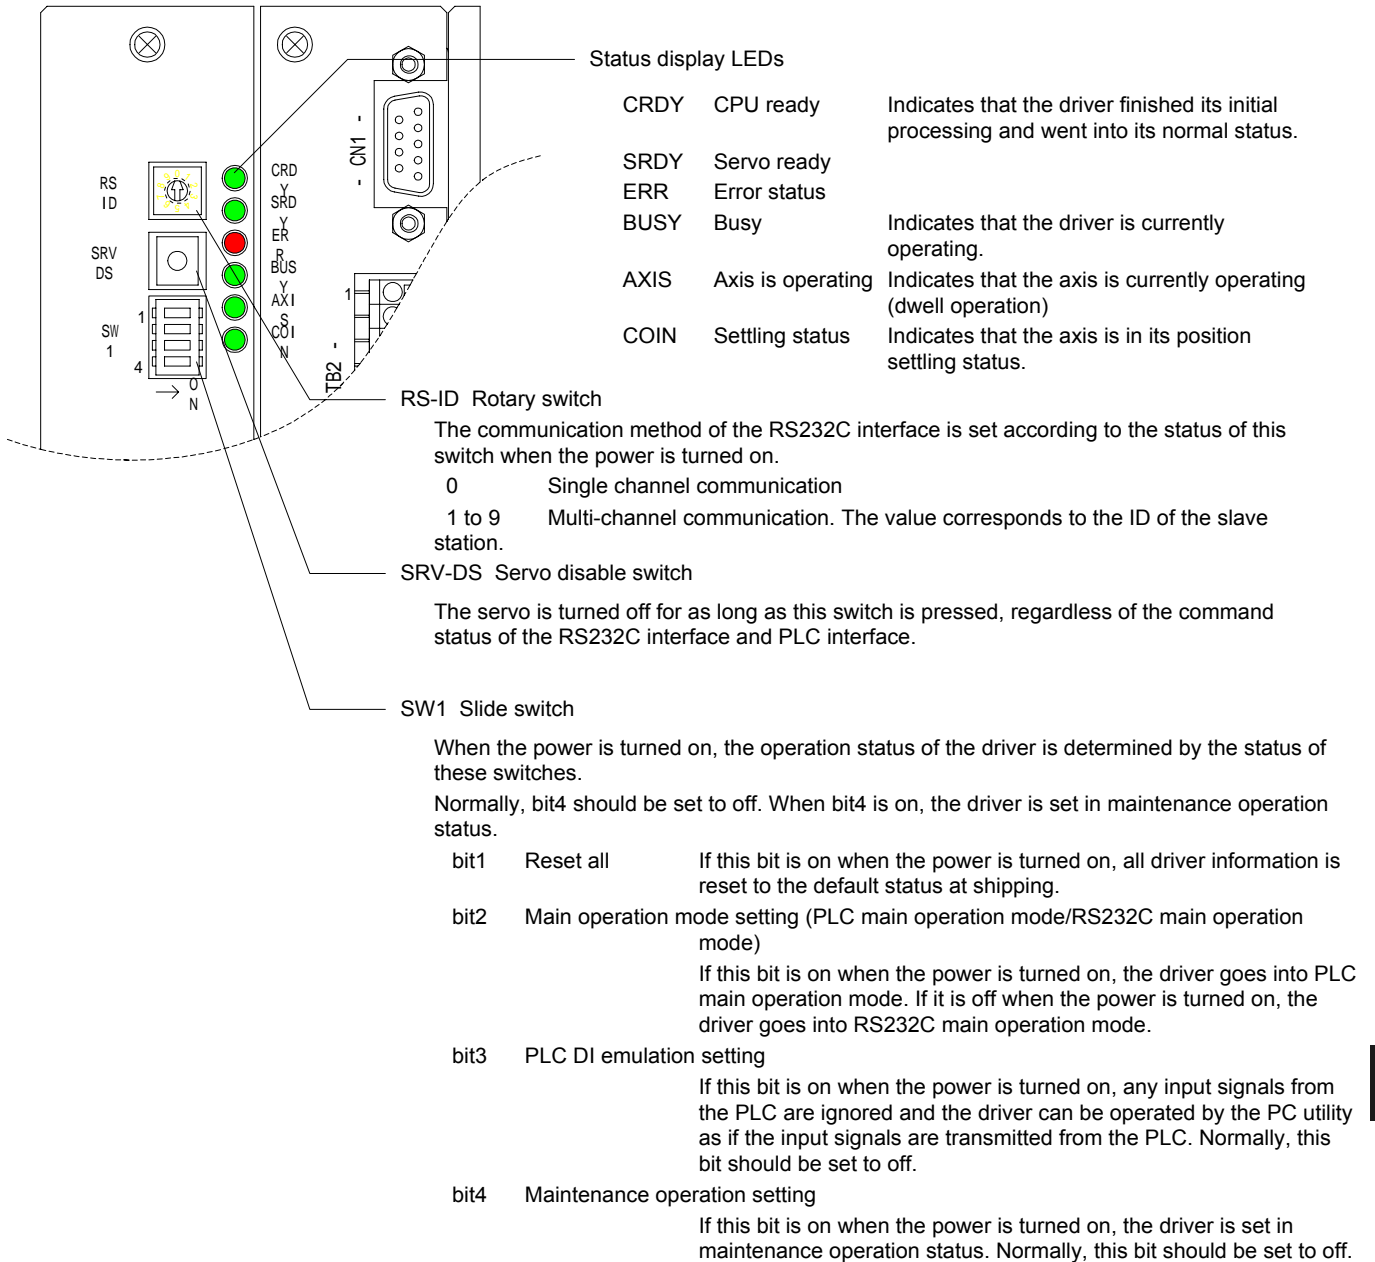 Status display LEDs
CRDY CPU ready Indicates that the driver finished its initial
processing and went into its normal status.
SRDY Servo ready
ERR Error status
BUSY Busy Indicates that the driver is currently
operating.
AXIS Axis is operating Indicates that the axis is currently operating
(dwell operation)
COIN Settling status Indicates that the axis is in its position
settling status.
- CN1 -
RS
ID
SRV
DS
SW
1
1
4
O
N
CRD
Y
SRD
Y
ER
R
BUS
Y
AXI
S
COI
N
1
TB2 -
RS-ID Rotary switch
The communication method of the RS232C interface is set according to the status of this
switch when the power is turned on.
0 Single channel communication
1 to 9 Multi-channel communication. The value corresponds to the ID of the slave
station.
SRV-DS Servo disable switch
The servo is turned off for as long as this switch is pressed, regardless of the command
status of the RS232C interface and PLC interface.
SW1 Slide switch
When the power is turned on, the operation status of the driver is determined by the status of
these switches.
Normally, bit4 should be set to off. When bit4 is on, the driver is set in maintenance operation
status.
bit1 Reset all If this bit is on when the power is turned on, all driver information is
reset to the default status at shipping.
bit2 Main operation mode setting (PLC main operation mode/RS232C main operation
mode)
If this bit is on when the power is turned on, the driver goes into PLC
main operation mode. If it is off when the power is turned on, the
driver goes into RS232C main operation mode.
bit3 PLC DI emulation setting
If this bit is on when the power is turned on, any input signals from
the PLC are ignored and the driver can be operated by the PC utility
as if the input signals are transmitted from the PLC. Normally, this
bit should be set to off.
bit4 Maintenance operation setting
If this bit is on when the power is turned on, the driver is set in
maintenance operation status. Normally, this bit should be set to off.